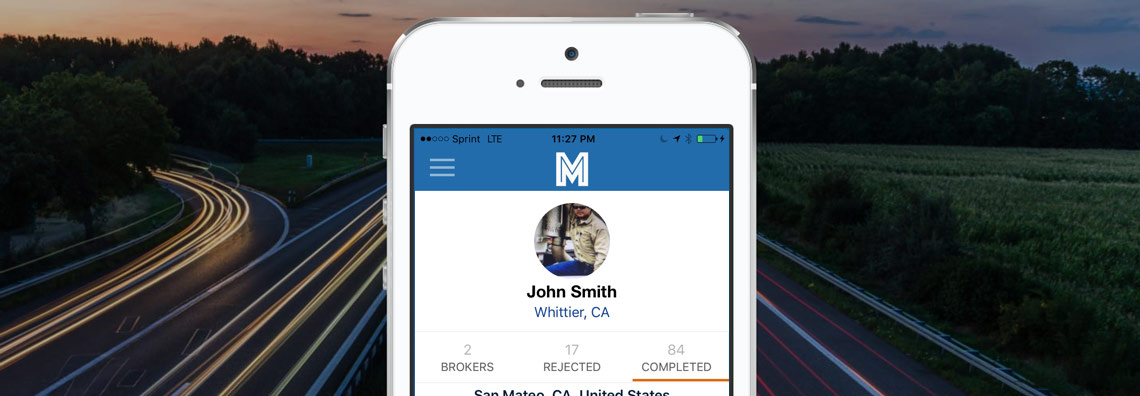 Sprint LTE 11:27 PM
M
John Smith
Whittier, CA
2 17 84
BROKERS REJECTED COMPLETED
San Mateo, CA, United States